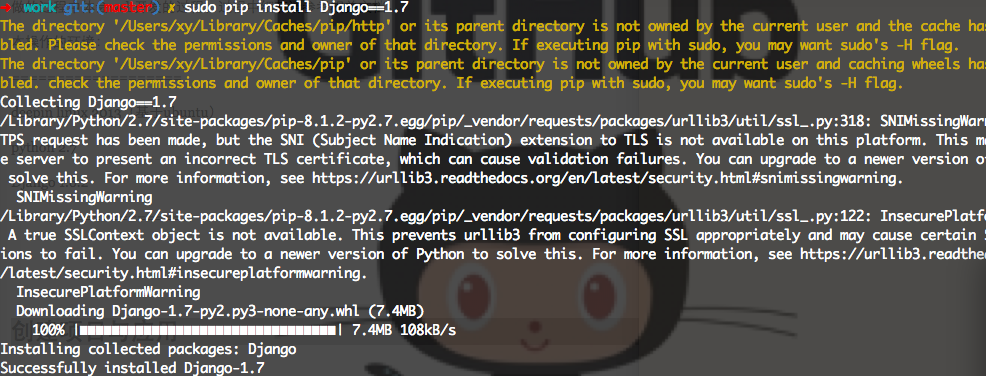 ➜ work git:(master) ✗ sudo pip install Django==1.7
The directory '/Users/xy/Library/Caches/pip/http' or its parent directory is not owned by the current user and the cache has
bled. Please check the permissions and owner of that directory. If executing pip with sudo, you may want sudo's -H flag.
The directory '/Users/xy/Library/Caches/pip' or its parent directory is not owned by the current user and caching wheels has
bled. check the permissions and owner of that directory. If executing pip with sudo, you may want sudo's -H flag.
Collecting Django==1.7
/Library/Python/2.7/site-packages/pip-8.1.2-py2.7.egg/pip/_vendor/requests/packages/urllib3/util/ssl_.py:318: SNIMissingWarn
TPS request has been made, but the SNI (Subject Name Indication) extension to TLS is not available on this platform. This ma
e server to present an incorrect TLS certificate, which can cause validation failures. You can upgrade to a newer version of
solve this. For more information, see https://urllib3.readthedocs.org/en/latest/security.html#snimissingwarning.
SNIMissingWarning
/Library/Python/2.7/site-packages/pip-8.1.2-py2.7.egg/pip/_vendor/requests/packages/urllib3/util/ssl_.py:122: InsecurePlatfo
A true SSLContext object is not available. This prevents urllib3 from configuring SSL appropriately and may cause certain S
ions to fail. You can upgrade to a newer version of Python to solve this. For more information, see https://urllib3.readthed
/latest/security.html#insecureplatformwarning.
InsecurePlatformWarning
Downloading Django-1.7-py2.py3-none-any.whl (7.4MB)
100% |████████████████████████████████| 7.4MB 108kB/s
Installing collected packages: Django
Successfully installed Django-1.7